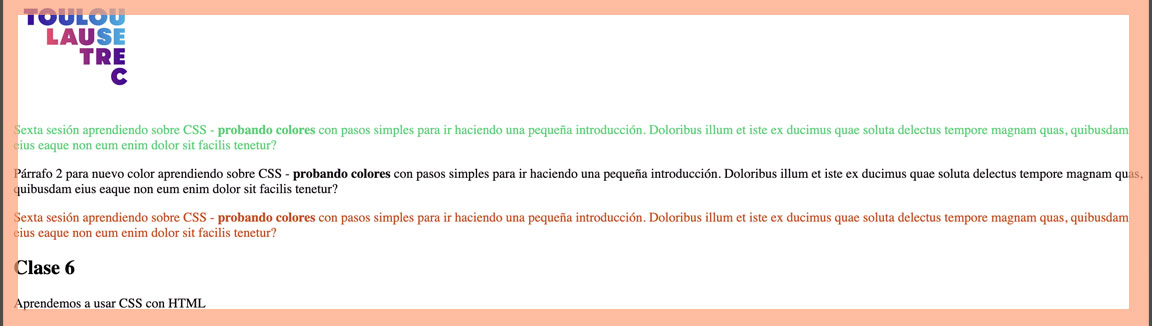 TOULOU
LAUSE
TRE
C
Sexta sesión aprendiendo sobre CSS - probando colores con pasos simples para ir haciendo una pequeña introducción. Doloribus illum et iste ex ducimus quae soluta delectus tempore magnam quas, quibusdam
eius eaque non eum enim dolor sit facilis tenetur?
Párrafo 2 para nuevo color aprendiendo sobre CSS - probando colores con pasos simples para ir haciendo una pequeña introducción. Doloribus illum et iste ex ducimus quae soluta delectus tempore magnam quas,
quibusdam eius eaque non eum enim dolor sit facilis tenetur?
Sexta sesión aprendiendo sobre CSS - probando colores con pasos simples para ir haciendo una pequeña introducción. Doloribus illum et iste ex ducimus quae soluta delectus tempore magnam quas, quibusdam
eius eaque non eum enim dolor sit facilis tenetur?
Clase 6
Aprendemos a usar CSS con HTML